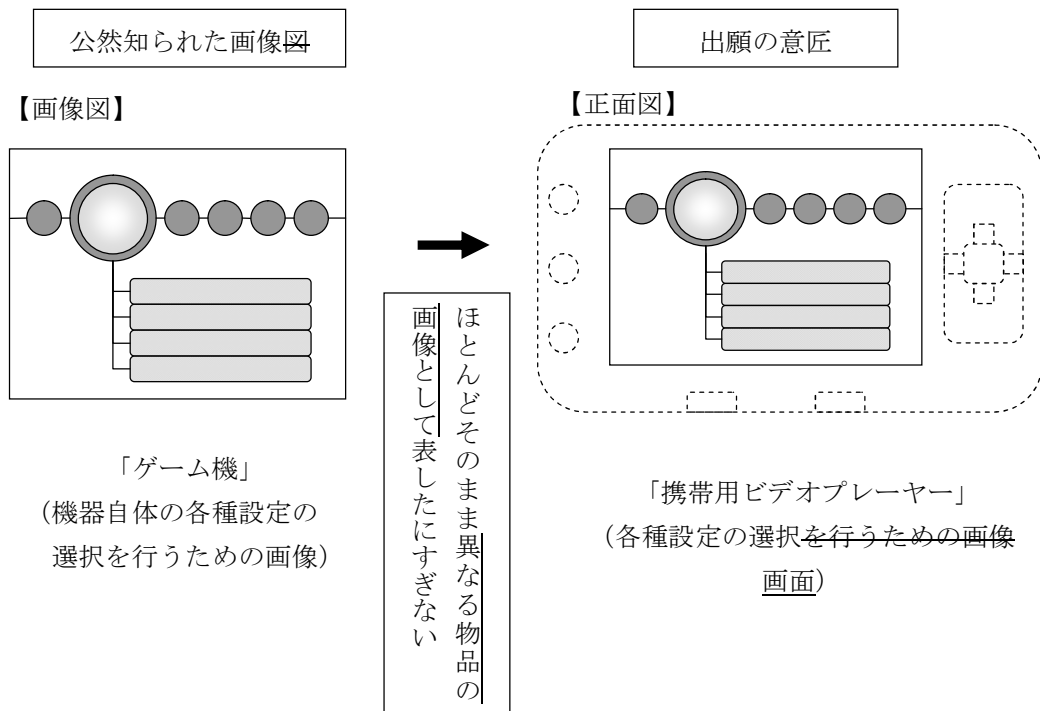 公然知られた画像図
出願の意匠
【画像図】
【正面図】
ほとんどそのまま異なる物品の
画像として表したにすぎない
「ゲーム機」
（機器自体の各種設定の
選択を行うための画像）
「携帯用ビデオプレーヤー」
（各種設定の選択を行うための画像
画面）